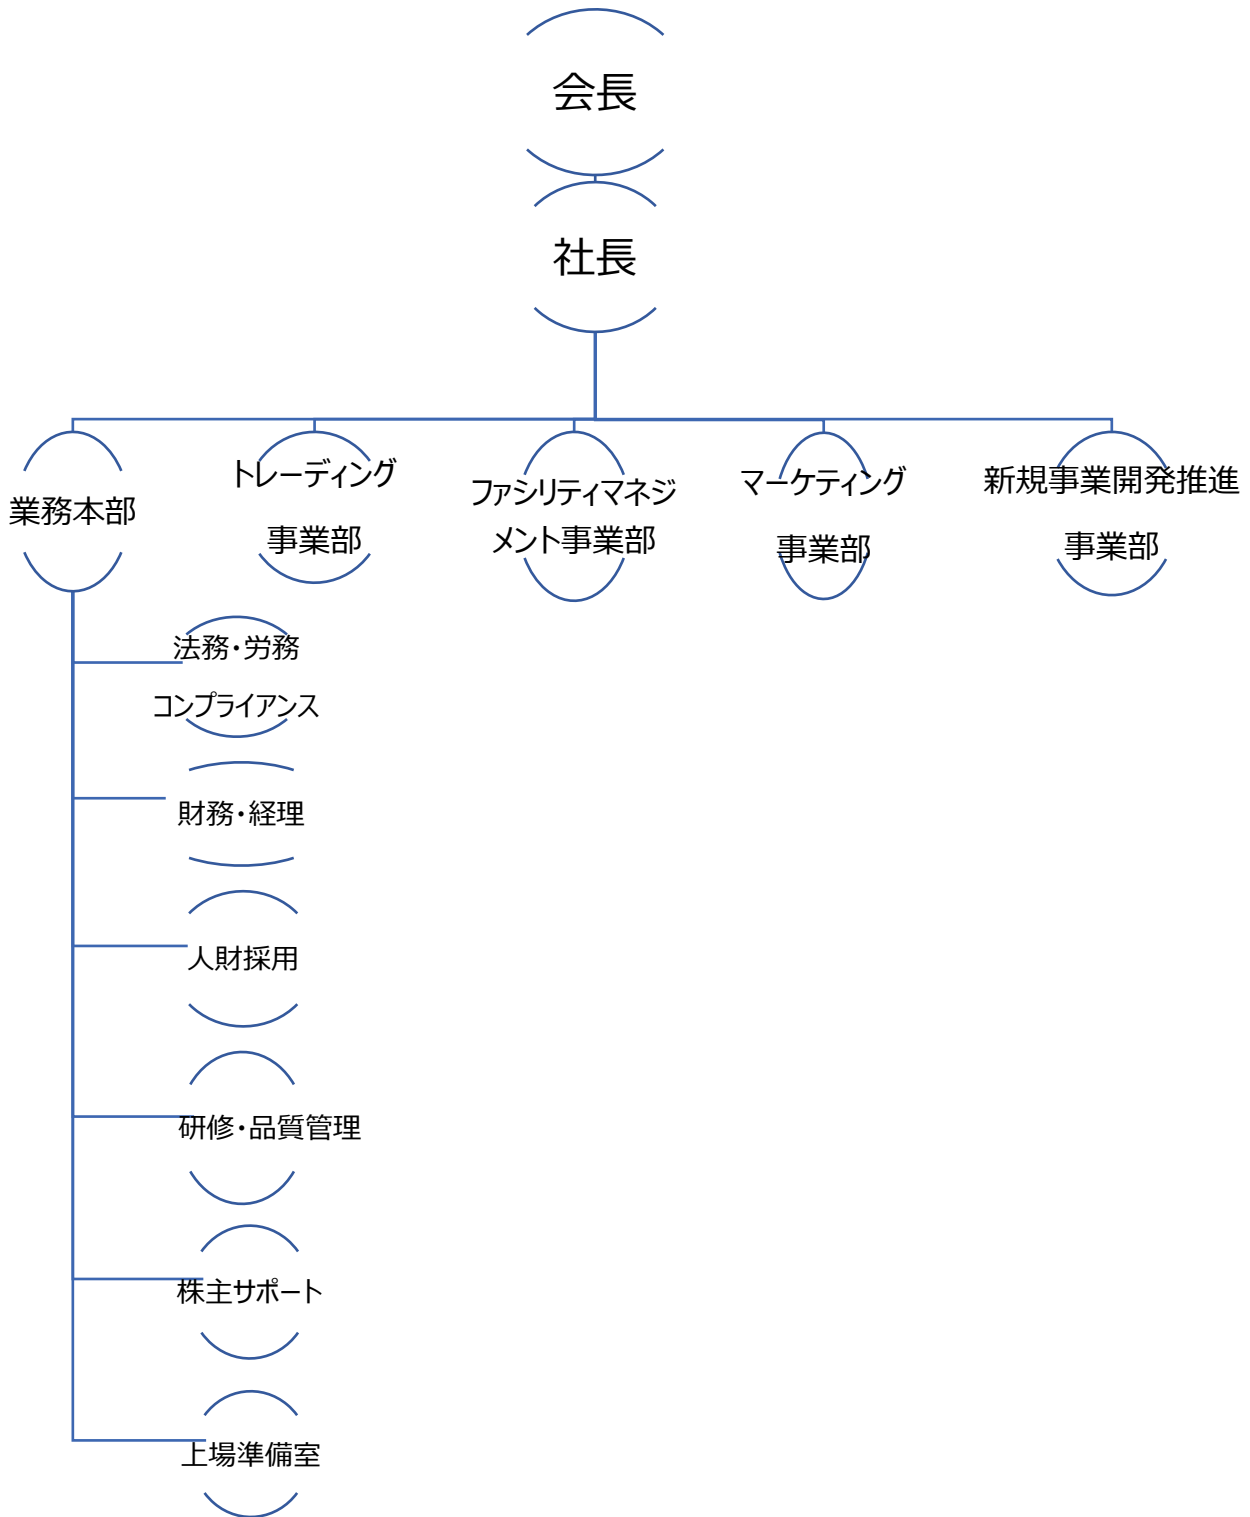 会長
社長
業務本部
トレーディング
事業部
ファシリティマネジ
メント事業部
マーケティング
事業部
新規事業開発推進
事業部
法務・労務
コンプライアンス
財務・経理
人財採用
研修・品質管理
株主サポート
上場準備室